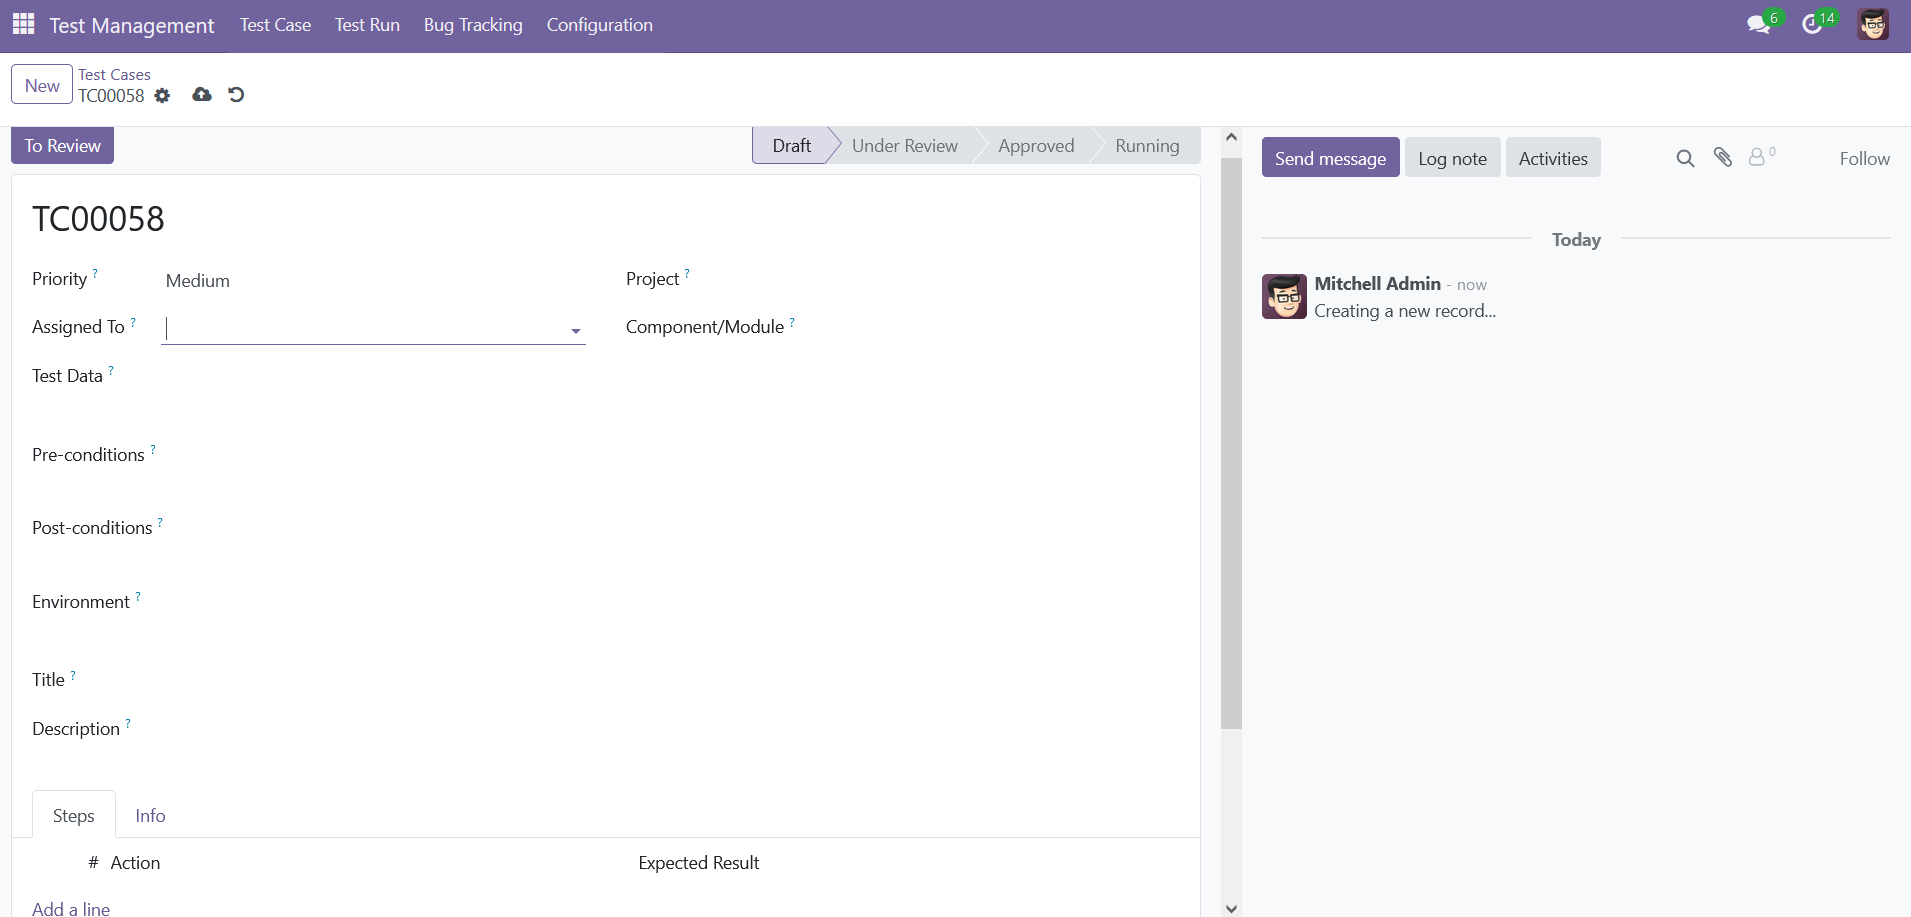 Test Management Test Case Test Run Bug Tracking Configuration 6 14
New Test Cases
TC00058
To Review Draft Under Review Approved Running
Send message Log note Activities 0 Follow
TC00058
Priority ? Medium Project ?
Assigned To ? Component/Module ?
Test Data ?
Pre-conditions ?
Post-conditions ?
Environment ?
Title ?
Description ?
Steps Info
# Action Expected Result
Add a line
Today
Mitchell Admin - now
Creating a new record...